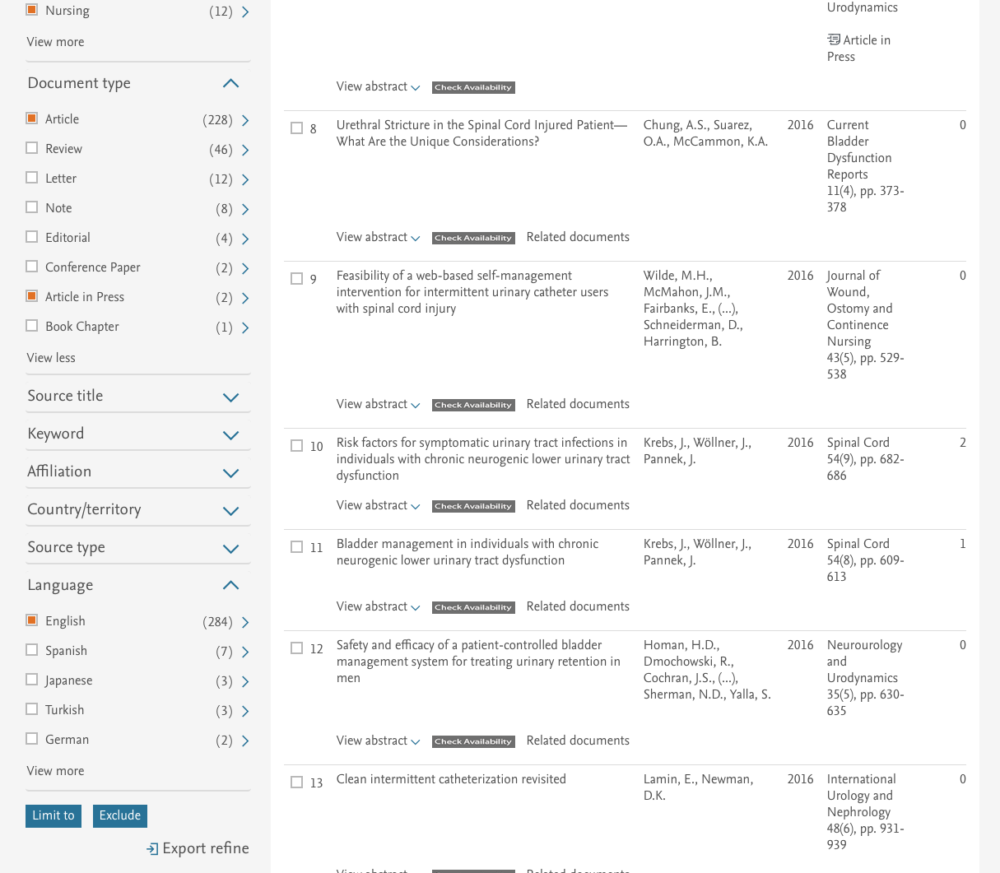 Nursing (12)
View more
Document type
Article (228)
Review (46)
Letter (12)
Note (8)
Editorial (4)
Conference Paper (2)
Article in Press (2)
Book Chapter (1)
View less
Source title
Keyword
Affiliation
Country/territory
Source type
Language
English (284)
Spanish (7)
Japanese (3)
Turkish (3)
German (2)
View more
Limit to Exclude
Export refine
Urodynamics
Article in
Press
View abstract Check Availability
8 Urethral Stricture in the Spinal Cord Injured Patient— Chung, A.S., Suarez, 2016 Current 0
What Are the Unique Considerations? O.A., McCammon, K.A. Bladder
Dysfunction
Reports
11(4), pp. 373-
378
View abstract Check Availability Related documents
9 Feasibility of a web-based self-management Wilde, M.H., 2016 Journal of 0
intervention for intermittent urinary catheter users McMahon, J.M., Wound,
with spinal cord injury Fairbanks, E., (...), Ostomy and
Schneiderman, D., Continence
Harrington, B. Nursing
43(5), pp. 529-
538
View abstract Check Availability Related documents
10 Risk factors for symptomatic urinary tract infections in Krebs, J., Wöllner, J., 2016 Spinal Cord 2
individuals with chronic neurogenic lower urinary tract Pannek, J. 54(9), pp. 682-
dysfunction 686
View abstract Check Availability Related documents
11 Bladder management in individuals with chronic Krebs, J., Wöllner, J., 2016 Spinal Cord 1
neurogenic lower urinary tract dysfunction Pannek, J. 54(8), pp. 609-
613
View abstract Check Availability Related documents
12 Safety and efficacy of a patient-controlled bladder Homan, H.D., 2016 Neurourology 0
management system for treating urinary retention in Dmochowski, R., and
men Cochran, J.S., (...), Urodynamics
Sherman, N.D., Yalla, S. 35(5), pp. 630-
635
View abstract Check Availability Related documents
13 Clean intermittent catheterization revisited Lamin, E., Newman, 2016 International 0
D.K. Urology and
Nephrology
48(6), pp. 931-
939
View abstract Related documents